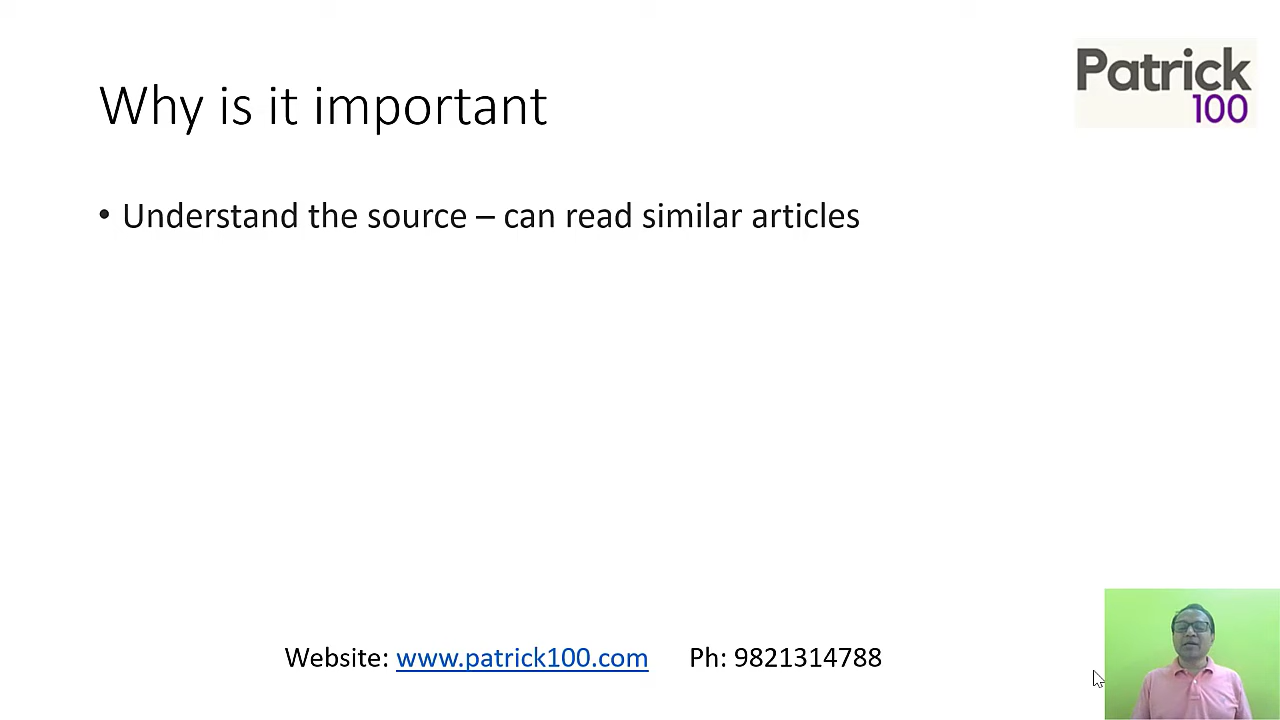 Patrick
100
Why is it important
• Understand the source – can read similar articles
Website: www.patrick100.com Ph: 9821314788